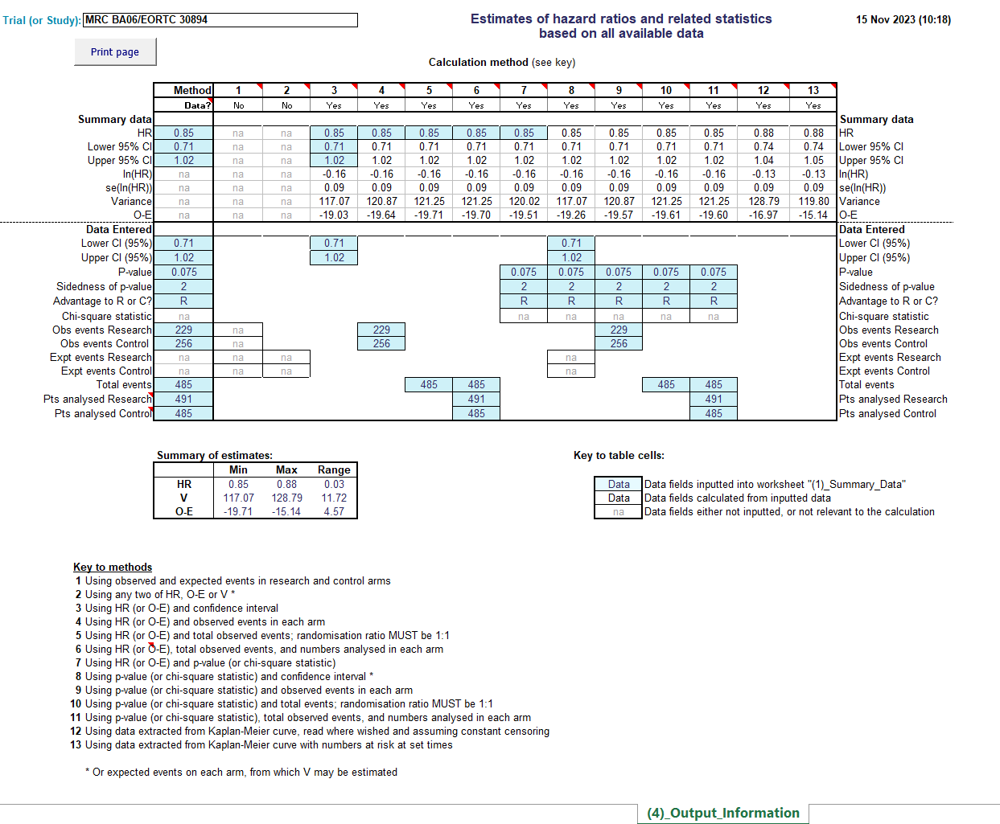 Trial (or Study): MRC BA06/EORTC 30894
Estimates of hazard ratios and related statistics
based on all available data
15 Nov 2023 (10:18)
Print page
Calculation method (see key)
Method 1 2 3 4 5 6 7 8 9 10 11 12 13
Data? No No Yes Yes Yes Yes Yes Yes Yes Yes Yes Yes Yes
Summary data Summary data
HR 0.85 na na 0.85 0.85 0.85 0.85 0.85 0.85 0.85 0.85 0.85 0.88 0.88 HR
Lower 95% CI 0.71 na na 0.71 0.71 0.71 0.71 0.71 0.71 0.71 0.71 0.71 0.74 0.74 Lower 95% CI
Upper 95% CI 1.02 na na 1.02 1.02 1.02 1.02 1.02 1.02 1.02 1.02 1.02 1.04 1.05 Upper 95% CI
ln(HR) na na na -0.16 -0.16 -0.16 -0.16 -0.16 -0.16 -0.16 -0.16 -0.16 -0.13 -0.13 ln(HR)
se(ln(HR)) na na na 0.09 0.09 0.09 0.09 0.09 0.09 0.09 0.09 0.09 0.09 0.09 se(ln(HR))
Variance na na na 117.07 120.87 121.25 121.25 120.02 117.07 120.87 121.25 121.25 128.79 119.80 Variance
O-E na na na -19.03 -19.64 -19.71 -19.70 -19.51 -19.26 -19.57 -19.61 -19.60 -16.97 -15.14 O-E
Data Entered Data Entered
Lower CI (95%) 0.71 0.71 0.71 Lower CI (95%)
Upper CI (95%) 1.02 1.02 1.02 Upper CI (95%)
P-value 0.075 0.075 0.075 0.075 0.075 0.075 P-value
Sidedness of p-value 2 2 2 2 2 2 Sidedness of p-value
Advantage to R or C? R R R R R R Advantage to R or C?
Chi-square statistic na na na na na na Chi-square statistic
Obs events Research 229 na 229 229 Obs events Research
Obs events Control 256 na 256 256 Obs events Control
Expt events Research na na na na Expt events Research
Expt events Control na na na na Expt events Control
Total events 485 485 485 485 485 Total events
Pts analysed Research 491 491 491 Pts analysed Research
Pts analysed Control 485 485 485 Pts analysed Control
Summary of estimates:
Min Max Range
HR 0.85 0.88 0.03
V 117.07 128.79 11.72
O-E -19.71 -15.14 4.57
Key to table cells:
Data Data fields inputted into worksheet "(1)_Summary_Data"
Data Data fields calculated from inputted data
na Data fields either not inputted, or not relevant to the calculation
Key to methods
1 Using observed and expected events in research and control arms
2 Using any two of HR, O-E or V *
3 Using HR (or O-E) and confidence interval
4 Using HR (or O-E) and observed events in each arm
5 Using HR (or O-E) and total observed events; randomisation ratio MUST be 1:1
6 Using HR (or O-E), total observed events, and numbers analysed in each arm
7 Using HR (or O-E) and p-value (or chi-square statistic)
8 Using p-value (or chi-square statistic) and confidence interval *
9 Using p-value (or chi-square statistic) and observed events in each arm
10 Using p-value (or chi-square statistic) and total events; randomisation ratio MUST be 1:1
11 Using p-value (or chi-square statistic), total observed events, and numbers analysed in each arm
12 Using data extracted from Kaplan-Meier curve, read where wished and assuming constant censoring
13 Using data extracted from Kaplan-Meier curve with numbers at risk at set times
* Or expected events on each arm, from which V may be estimated
(4)_Output_Information